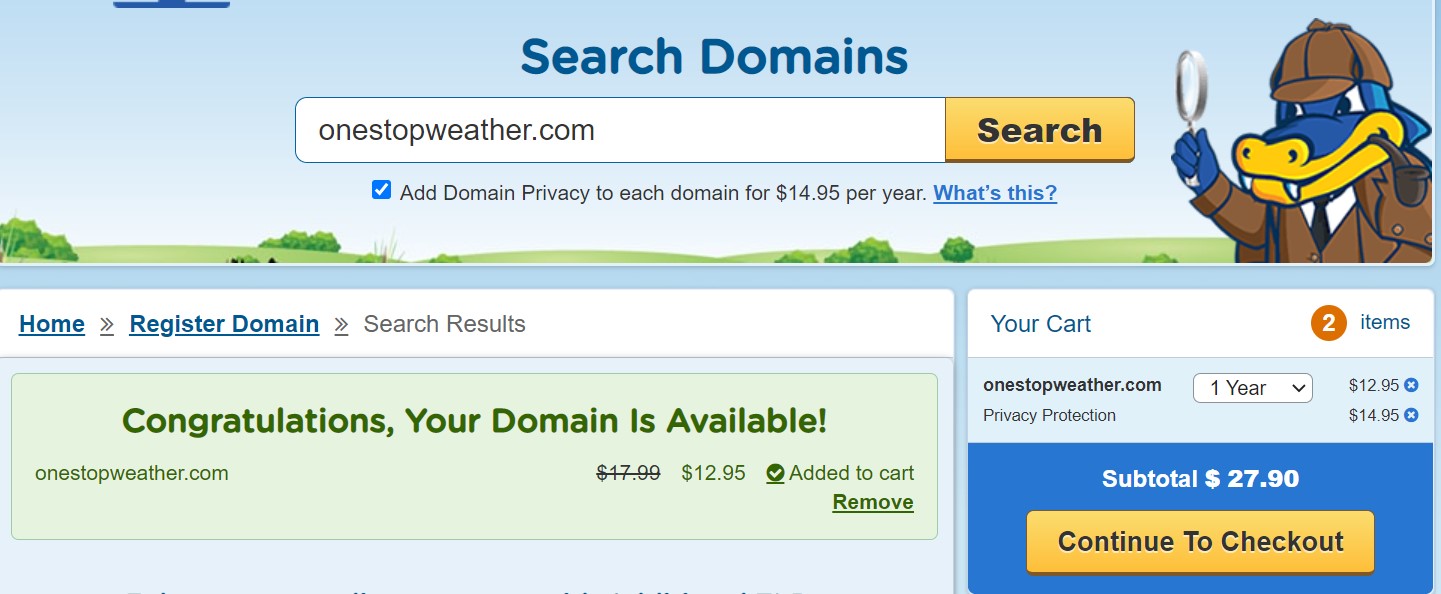 Search Domains
onestopweather.com
Search
Add Domain Privacy to each domain for $14.95 per year. What's this?
Home » Register Domain » Search Results
Congratulations, Your Domain Is Available!
onestopweather.com $17.99 $12.95 Added to cart
Remove
Your Cart 2 items
onestopweather.com 1 Year $12.95
Privacy Protection $14.95
Subtotal $ 27.90
Continue To Checkout